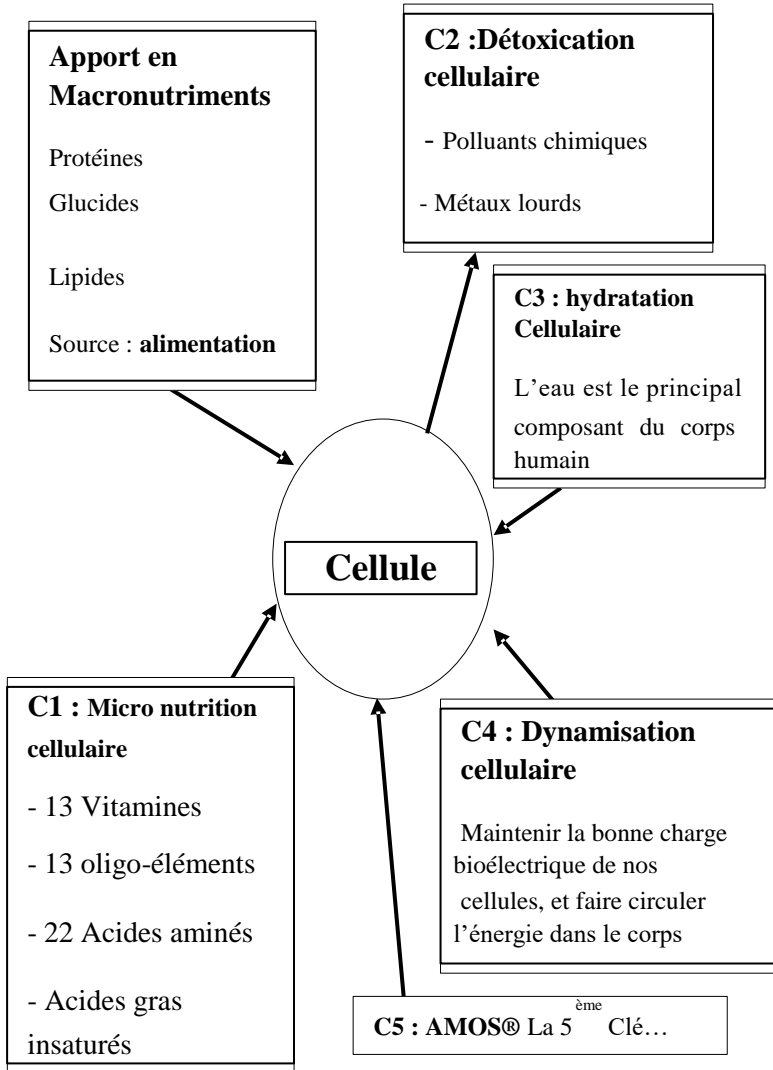 Apport en
Macronutriments
Protéines
Glucides
Lipides
Source : alimentation
C2 :Détoxication
cellulaire
- Polluants chimiques
- Métaux lourds
C3 : hydratation
Cellulaire
L’eau est le principal
composant du corps
humain
Cellule
C1 : Micro nutrition
cellulaire
- 13 Vitamines
- 13 oligo-éléments
- 22 Acides aminés
- Acides gras
insaturés
C4 : Dynamisation
cellulaire
Maintenir la bonne charge
bioélectrique de nos
cellules, et faire circuler
l’énergie dans le corps
C5 : AMOS® La 5ème Clé…